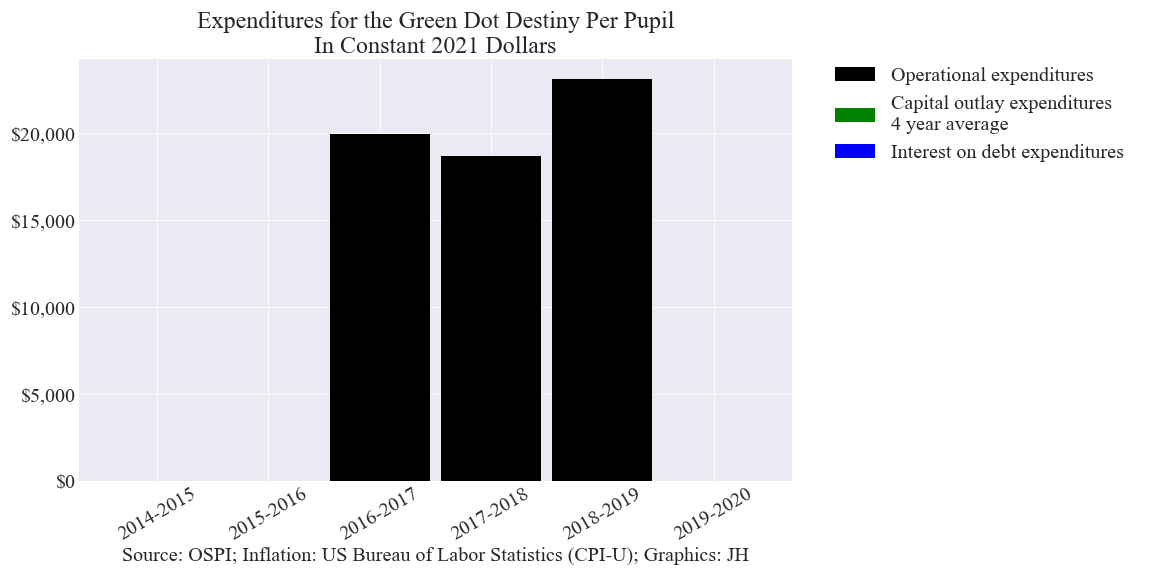 Expenditures for the Green Dot Destiny Per Pupil
In Constant 2021 Dollars
Operational expenditures
Capital outlay expenditures
4 year average
Interest on debt expenditures
$20,000
$15,000
$10,000
$5,000
$0
2014-2015
2015-2016
2016-2017
2017-2018
2018-2019
2019-2020
Source: OSPI; Inflation: US Bureau of Labor Statistics (CPI-U); Graphics: JH